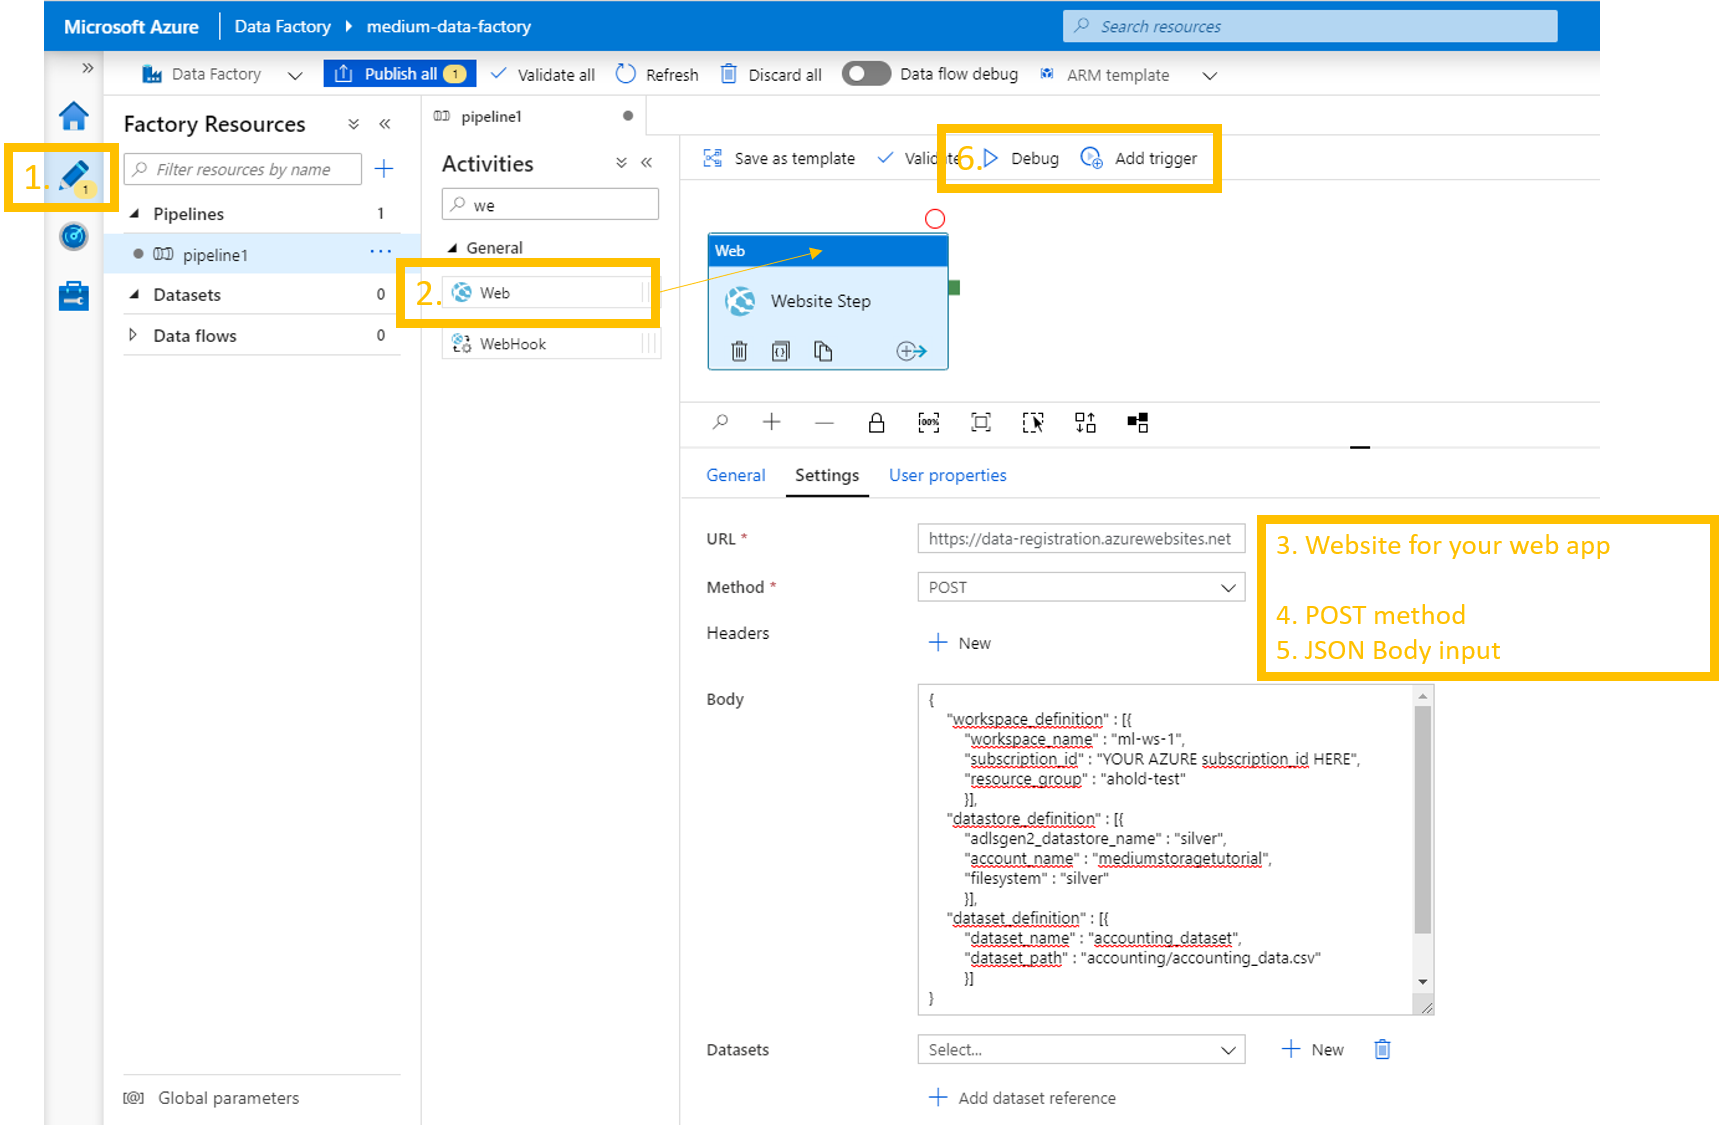 Microsoft Azure
Data Factory
medium-data-factory
Search resources
Data Factory
Publish all
1
Validate all
Refresh
Discard all
Data flow debug
ARM template
1.
1
Factory Resources
Filter resources by name
Pipelines
1
pipeline1
Datasets
0
Data flows
0
Global parameters
pipeline1
Activities
we
General
2.
Web
WebHook
Save as template
Validate
6.
Debug
Add trigger
Web
Website Step
100%
General
Settings
User properties
URL *
https://data-registration.azurewebsites.net
Method *
POST
Headers
New
3. Website for your web app
4. POST method
5. JSON Body input
Body
{
"workspace_definition" : [{
"workspace_name" : "ml-ws-1",
"subscription_id" : "YOUR AZURE subscription_id HERE",
"resource_group" : "ahold-test"
}],
"datastore_definition" : [{
"adlsgen2_datastore_name" : "silver",
"account_name" : "mediumstoragetutorial",
"filesystem" : "silver"
}],
"dataset_definition" : [{
"dataset_name" : "accounting_dataset",
"dataset_path" : "accounting/accounting_data.csv"
}]
}
Datasets
Select...
New
Add dataset reference